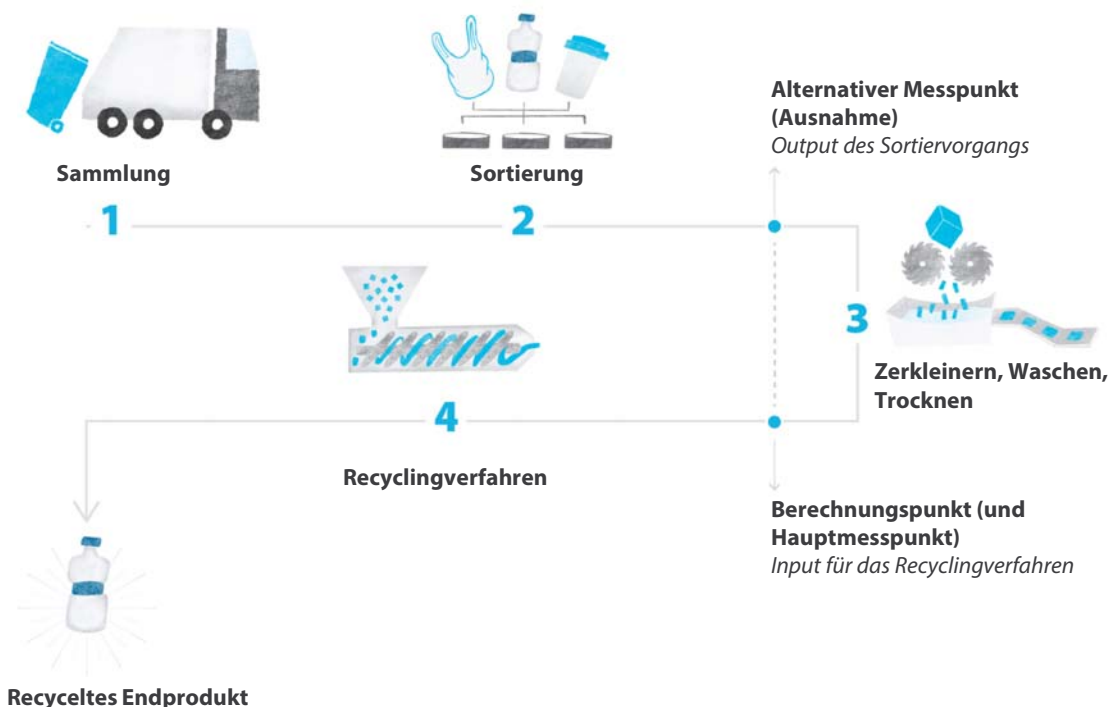 Sammlung
1
Sortierung
2
Alternativer Messpunkt
(Ausnahme)
Output des Sortiervorgangs
3
Zerkleinern, Waschen,
Trocknen
4
Recyclingverfahren
Berechnungspunkt (und
Hauptmesspunkt)
Input für das Recyclingverfahren
Recyceltes Endprodukt